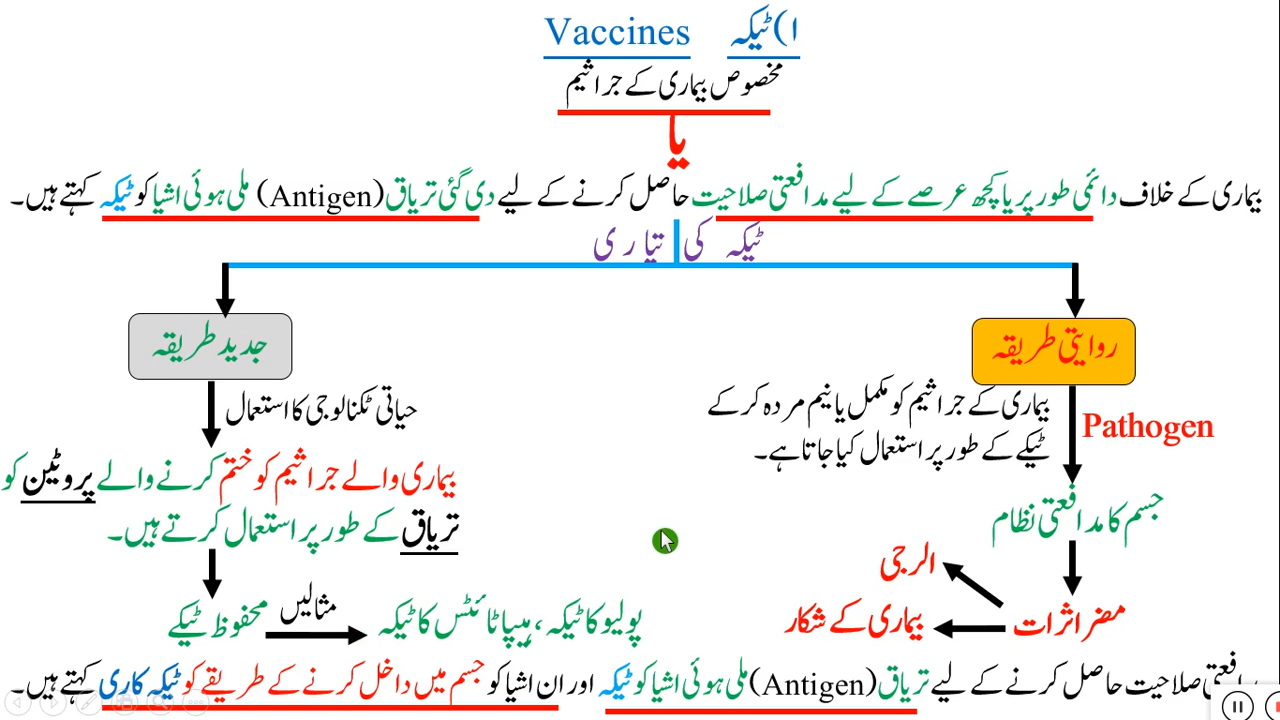 ۱) ٹیکہ Vaccines
مخصوص بیماری کے جراثیم
یا
بیماری کے خلاف دائمی طور پر یا کچھ عرصے کے لیے مدافعتی صلاحیت حاصل کرنے کے لیے دی گئی تریاق (Antigen) ملی ہوئی اشیا کو ٹیکہ کہتے ہیں۔
ٹیکہ کی تیاری
روایتی طریقہ
بیماری کے جراثیم کو مکمل یا نیم مردہ کر کے
ٹیکے کے طور پر استعمال کیا جاتا ہے۔
Pathogen
جسم کا مدافعتی نظام
مضر اثرات
الرجی
بیماری کے شکار
جدید طریقہ
حیاتی ٹکنالوجی کا استعمال
بیماری والے جراثیم کو ختم کرنے والے پروٹین کو
تریاق کے طور پر استعمال کرتے ہیں۔
محفوظ ٹیکے
مثالیں
پولیو کا ٹیکہ، ہیپا ٹائٹس کا ٹیکہ
صلاحیت حاصل کرنے کے لیے تریاق (Antigen) ملی ہوئی اشیا کو ٹیکہ اور ان اشیا کو جسم میں داخل کرنے کے طریقے کو ٹیکہ کاری کہتے ہیں۔